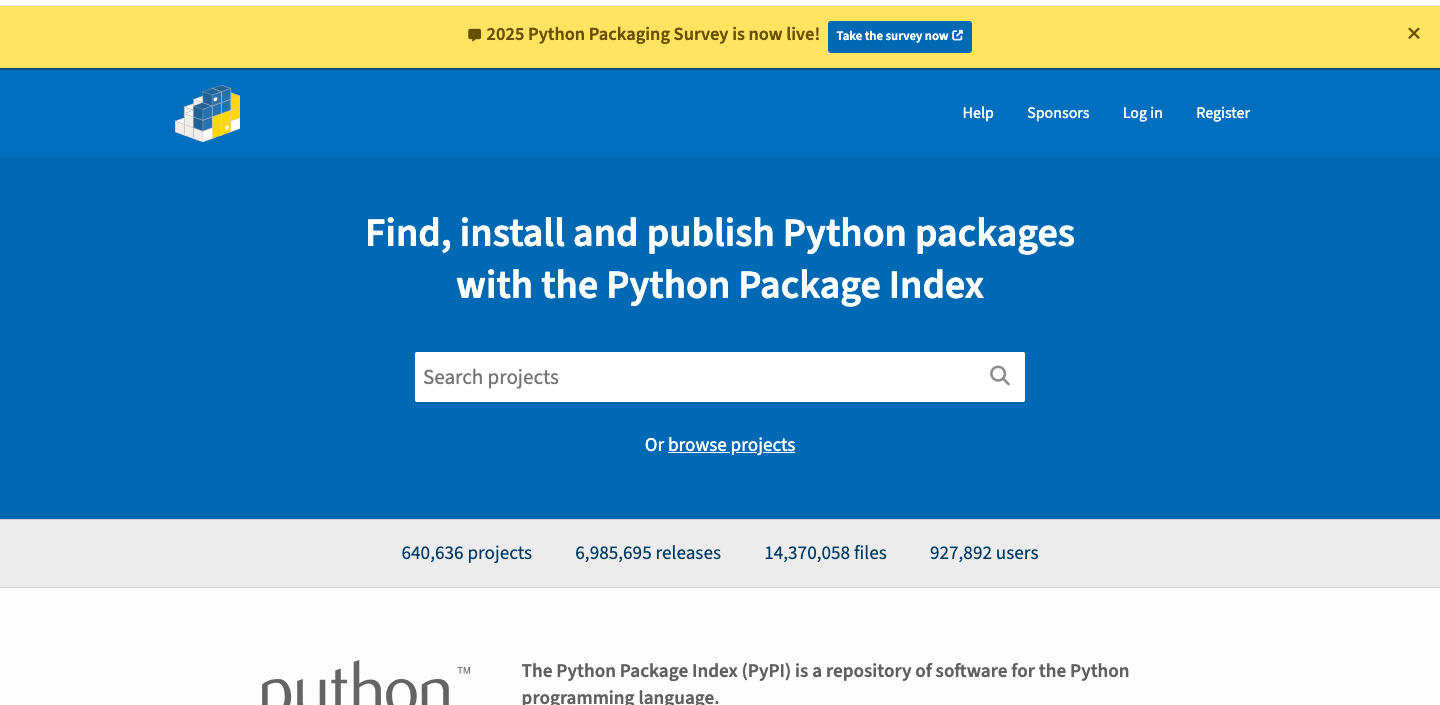 2025 Python Packaging Survey is now live! Take the survey now
Help Sponsors Log in Register
Find, install and publish Python packages
with the Python Package Index
Search projects
Or browse projects
640,636 projects 6,985,695 releases 14,370,058 files 927,892 users
python TM
The Python Package Index (PyPI) is a repository of software for the Python
programming language.